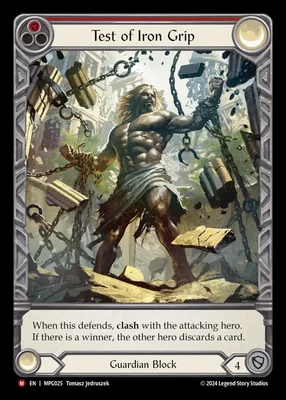 Test of Iron Grip
When this defends, clash with the attacking hero.
If there is a winner, the other hero discards a card.
Guardian Block
4
M EN | MPG025 Tomasz Jedruszek
© 2024 Legend Story Studios